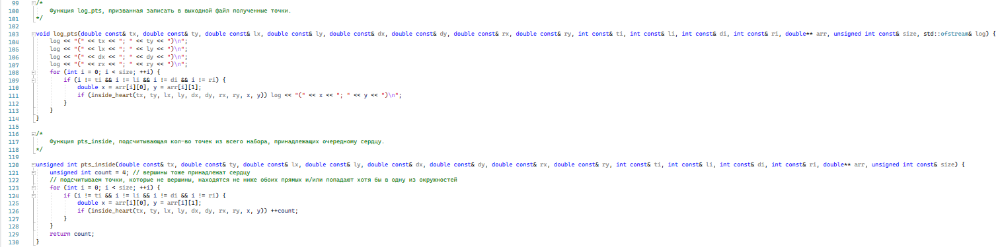 99 /*
100 Функция log_pts, призванная записать в выходной файл полученные точки.
101 */
102
103 void log_pts(double const& tx, double const& ty, double const& lx, double const& ly, double const& dx, double const& dy, double const& rx, double const& ry, int const& ti, int const& li, int const& di, int const& ri, double** arr, unsigned int const& size, std::ofstream& log) {
104 log << "(" << tx << "; " << ty << ")\n";
105 log << "(" << lx << "; " << ly << ")\n";
106 log << "(" << dx << "; " << dy << ")\n";
107 log << "(" << rx << "; " << ry << ")\n";
108 for (int i = 0; i < size; ++i) {
109 if (i != ti && i != li && i != di && i != ri) {
110 double x = arr[i][0], y = arr[i][1];
111 if (inside_heart(tx, ty, lx, ly, dx, dy, rx, ry, x, y)) log << "(" << x << "; " << y << ")\n";
112 }
113 }
114 }
115
116 /*
117 Функция pts_inside, подсчитывающая кол-во точек из всего набора, принадлежащих очередному сердцу.
118 */
119
120 unsigned int pts_inside(double const& tx, double const& ty, double const& lx, double const& ly, double const& dx, double const& dy, double const& rx, double const& ry, int const& ti, int const& li, int const& di, int const& ri, double** arr, unsigned int const& size) {
121 unsigned int count = 4; // вершины тоже принадлежат сердцу
122 // подсчитываем точки, которые не вершины, находятся не ниже обоих прямых и/или попадают хотя бы в одну из окружностей
123 for (int i = 0; i < size; ++i) {
124 if (i != ti && i != li && i != di && i != ri) {
125 double x = arr[i][0], y = arr[i][1];
126 if (inside_heart(tx, ty, lx, ly, dx, dy, rx, ry, x, y)) ++count;
127 }
128 }
129 return count;
130 }